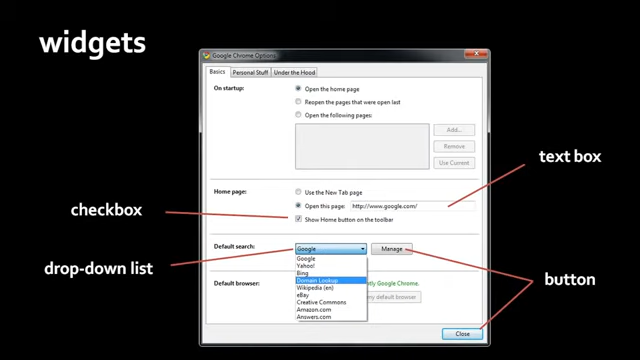 widgets
Google Chrome Options
Basics
Personal Stuff
Under the Hood
On startup:
Open the home page
Reopen the pages that were open last
Open the following pages:
Add...
Remove
Use Current
text box
Home page:
Use the New Tab page
Open this page:
http://www.google.com/
checkbox
Show Home button on the toolbar
Default search:
Google
Manage
drop-down list
Google
Yahoo!
Bing
Domain Lookup
Wikipedia (en)
eBay
Creative Commons
Amazon.com
Answers.com
button
Default browser:
Google Chrome.
my default browser
Close